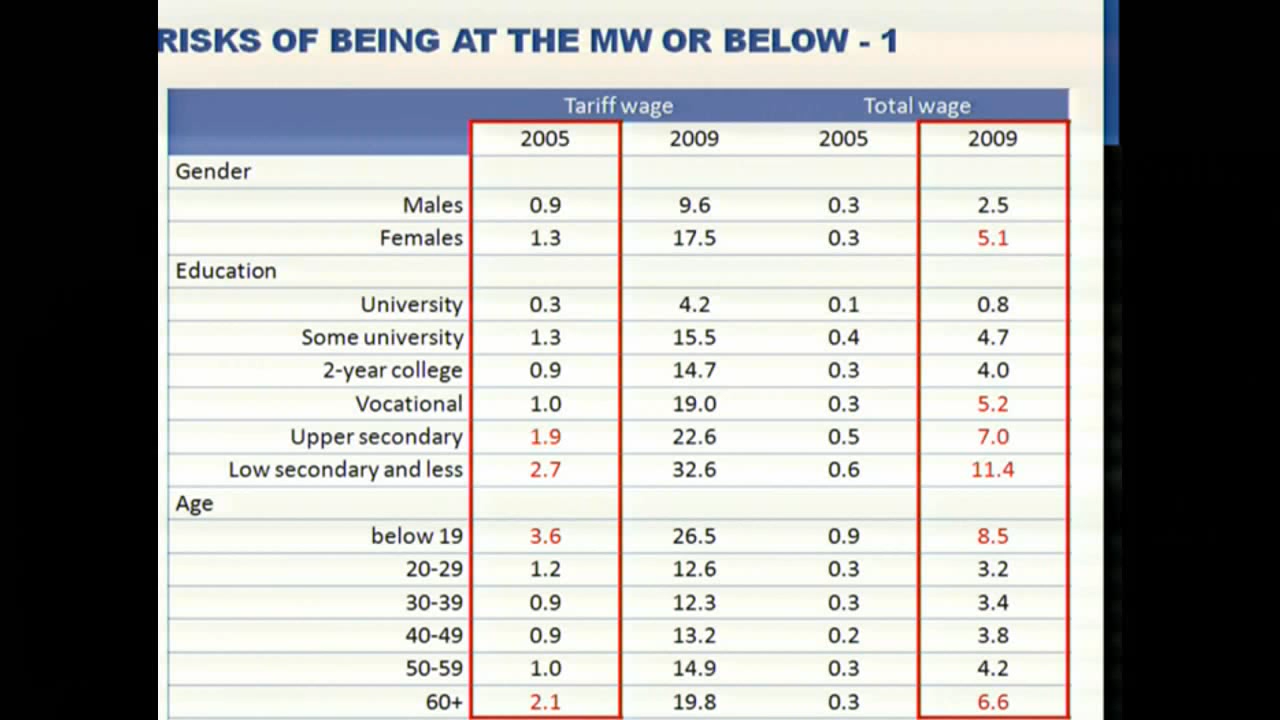 RISKS OF BEING AT THE MW OR BELOW - 1
Tariff wage Total wage
2005 2009 2005 2009
Gender
Males 0.9 9.6 0.3 2.5
Females 1.3 17.5 0.3 5.1
Education
University 0.3 4.2 0.1 0.8
Some university 1.3 15.5 0.4 4.7
2-year college 0.9 14.7 0.3 4.0
Vocational 1.0 19.0 0.3 5.2
Upper secondary 1.9 22.6 0.5 7.0
Low secondary and less 2.7 32.6 0.6 11.4
Age
below 19 3.6 26.5 0.9 8.5
20-29 1.2 12.6 0.3 3.2
30-39 0.9 12.3 0.3 3.4
40-49 0.9 13.2 0.2 3.8
50-59 1.0 14.9 0.3 4.2
60+ 2.1 19.8 0.3 6.6